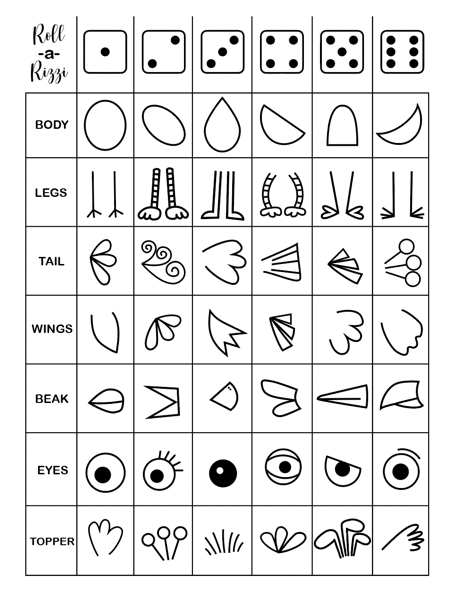 Roll
-a-
Rizzi
BODY
LEGS
TAIL
WINGS
BEAK
EYES
TOPPER